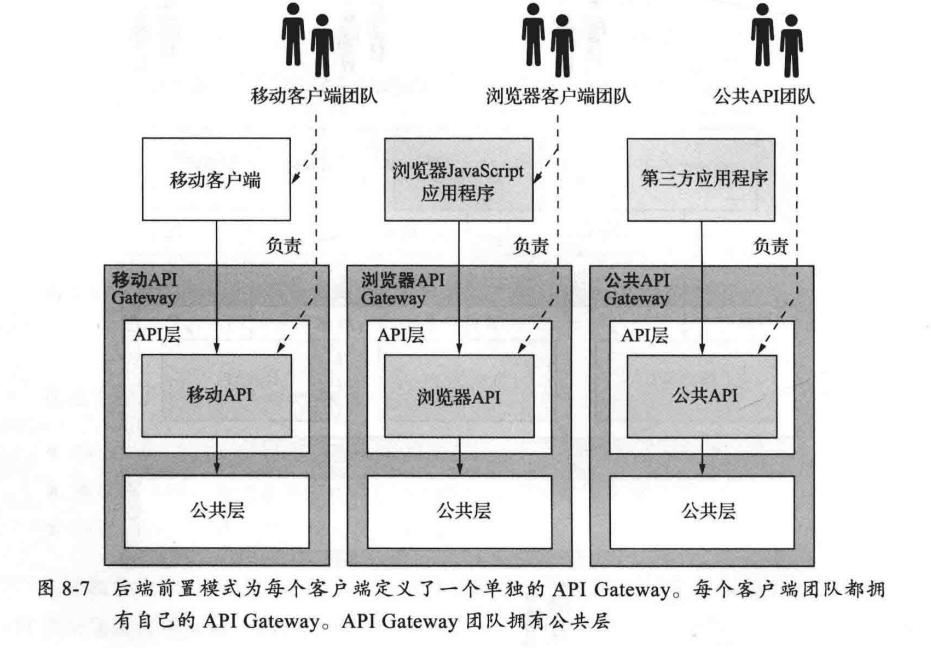 移动客户端团队
浏览器客户端团队
公共API团队
移动客户端
浏览器JavaScript
应用程序
第三方应用程序
负责
负责
负责
移动API
Gateway
浏览器API
Gateway
公共API
Gateway
API层
API层
API层
移动API
浏览器API
公共API
公共层
公共层
公共层
图 8-7 后端前置模式为每个客户端定义了一个单独的 API Gateway。每个客户端团队都拥
有自己的 API Gateway。API Gateway 团队拥有公共层